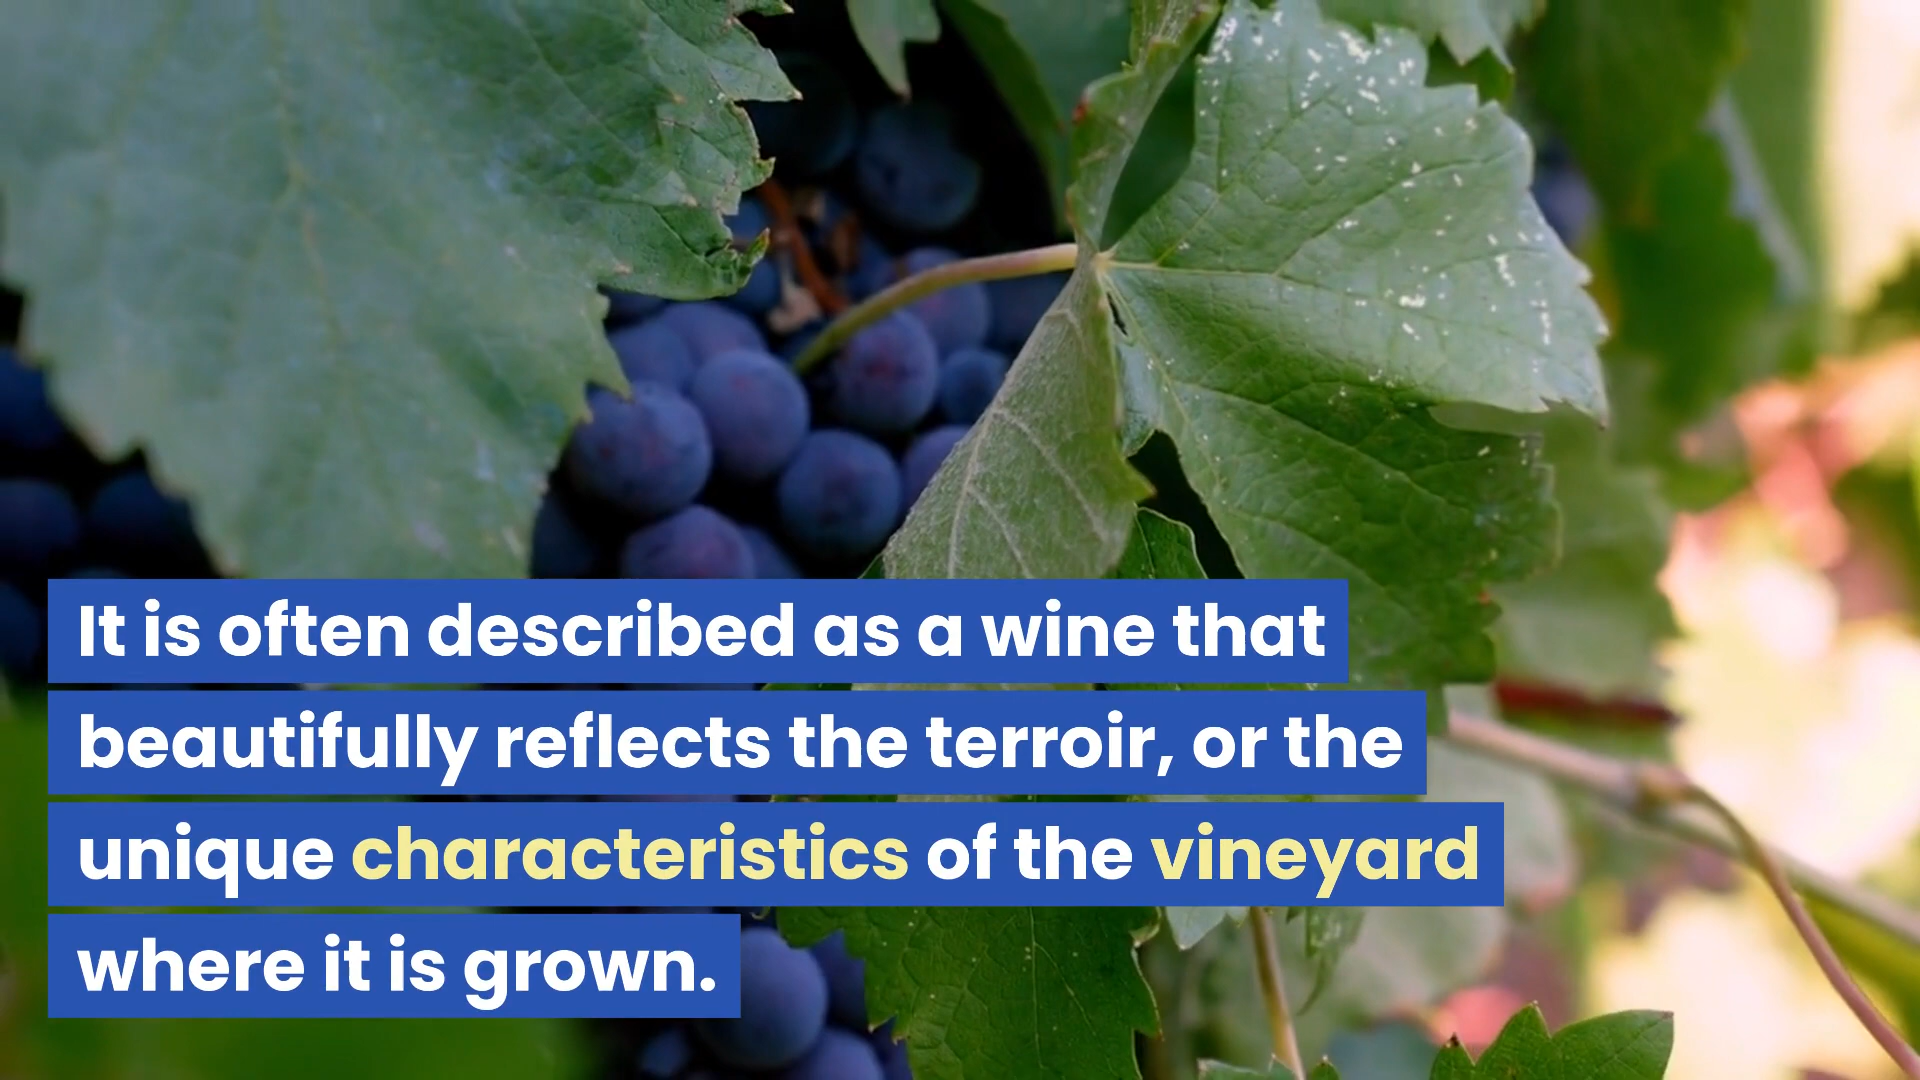 It is often described as a wine that
beautifully reflects the terroir, or the
unique characteristics of the vineyard
where it is grown.